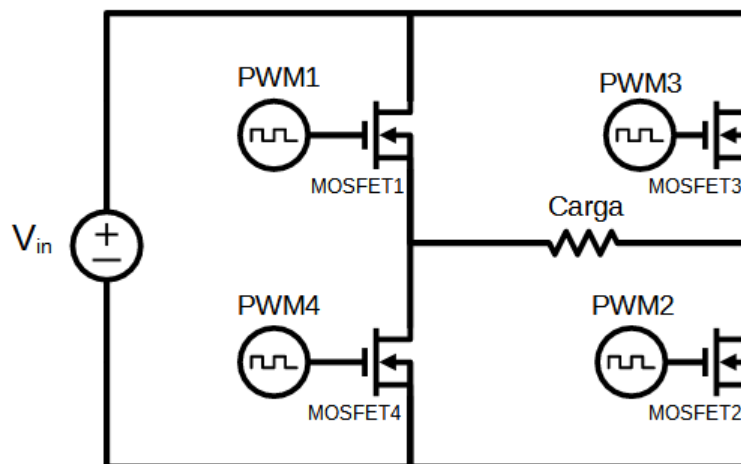 PWM1
PWM3
MOSFET1
MOSFET3
Carga
Vin
PWM4
PWM2
MOSFET4
MOSFET2